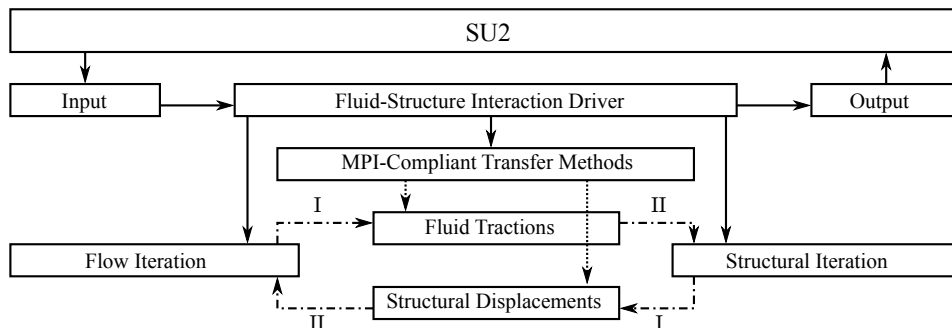 SU2
Input
Fluid-Structure Interaction Driver
Output
MPI-Compliant Transfer Methods
I
Fluid Tractions
II
Flow Iteration
Structural Iteration
II
Structural Displacements
I